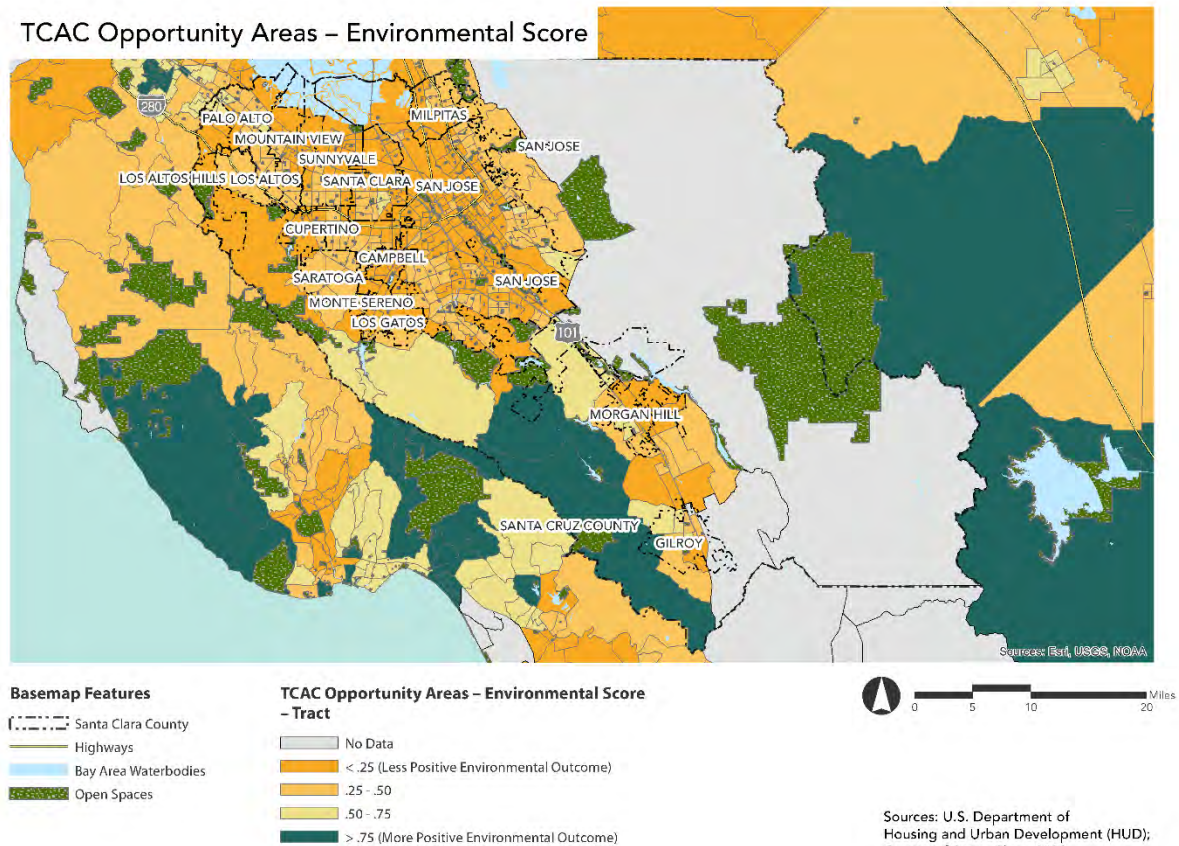 TCAC Opportunity Areas – Environmental Score
280
PALO ALTO
MILPITAS
MOUNTAIN VIEW
SAN JOSE
SUNNYVALE
LOS ALTOS HILLS
LOS ALTOS
SANTA CLARA
SAN JOSE
CUPERTINO
CAMPBELL
SARATOGA
SAN JOSE
MONTE SERENO
LOS GATOS
101
MORGAN HILL
SANTA CRUZ COUNTY
GILROY
Sources: Esri, USGS, NOAA
Basemap Features
Santa Clara County
Highways
Bay Area Waterbodies
Open Spaces
TCAC Opportunity Areas – Environmental Score
– Tract
No Data
< .25 (Less Positive Environmental Outcome)
.25 - .50
.50 - .75
> .75 (More Positive Environmental Outcome)
Miles
0 5 10 20
Sources: U.S. Department of
Housing and Urban Development (HUD);